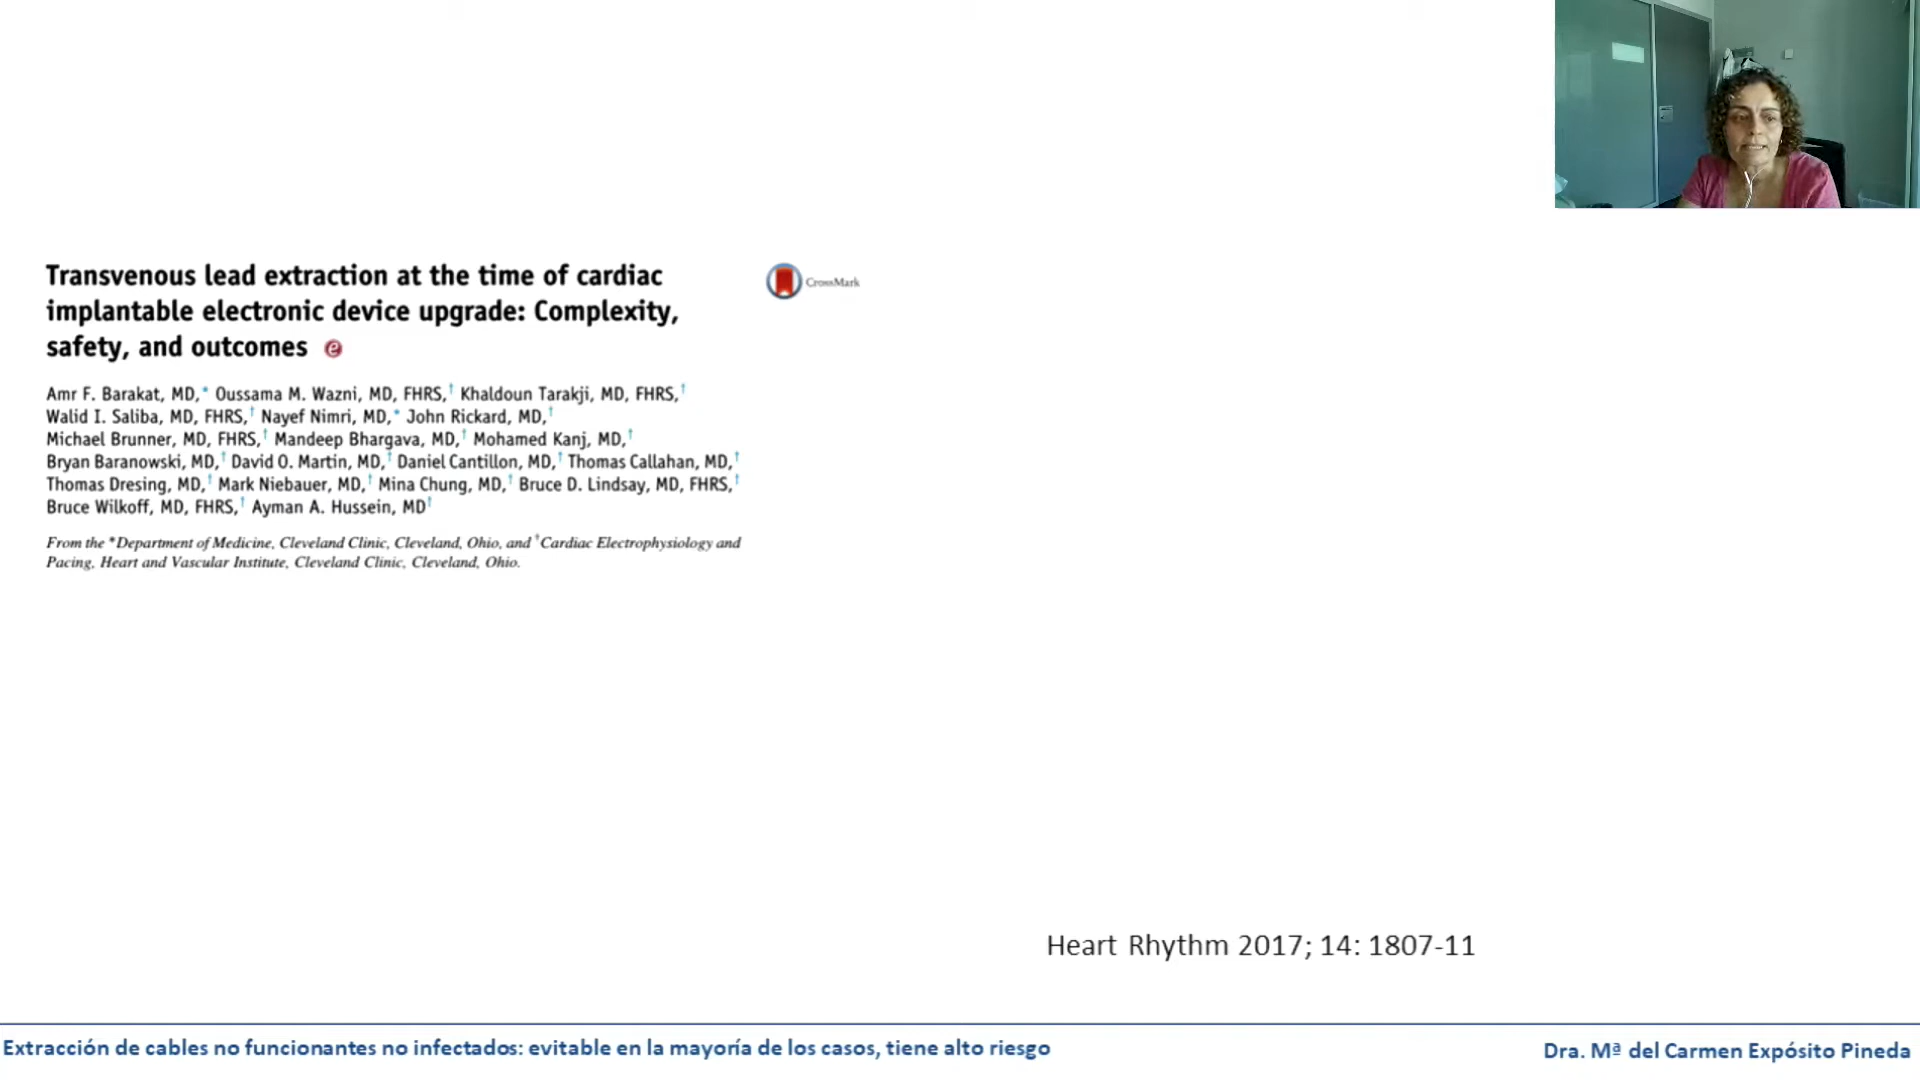 Transvenous lead extraction at the time of cardiac
implantable electronic device upgrade: Complexity,
safety, and outcomes e
CrossMark
Amr F. Barakat, MD,* Oussama M. Wazni, MD, FHRS,† Khaldoun Tarakji, MD, FHRS,†
Walid I. Saliba, MD, FHRS,† Nayef Nimri, MD,* John Rickard, MD,†
Michael Brunner, MD, FHRS,† Mandeep Bhargava, MD,† Mohamed Kanj, MD,†
Bryan Baranowski, MD,† David O. Martin, MD,† Daniel Cantillon, MD,† Thomas Callahan, MD,†
Thomas Dresing, MD,† Mark Niebauer, MD,† Mina Chung, MD,† Bruce D. Lindsay, MD, FHRS,†
Bruce Wilkoff, MD, FHRS,† Ayman A. Hussein, MD†
From the *Department of Medicine, Cleveland Clinic, Cleveland, Ohio, and †Cardiac Electrophysiology and
Pacing, Heart and Vascular Institute, Cleveland Clinic, Cleveland, Ohio.
Heart Rhythm 2017; 14: 1807-11
Extracción de cables no funcionantes no infectados: evitable en la mayoría de los casos, tiene alto riesgo
Dra. Mª del Carmen Expósito Pineda